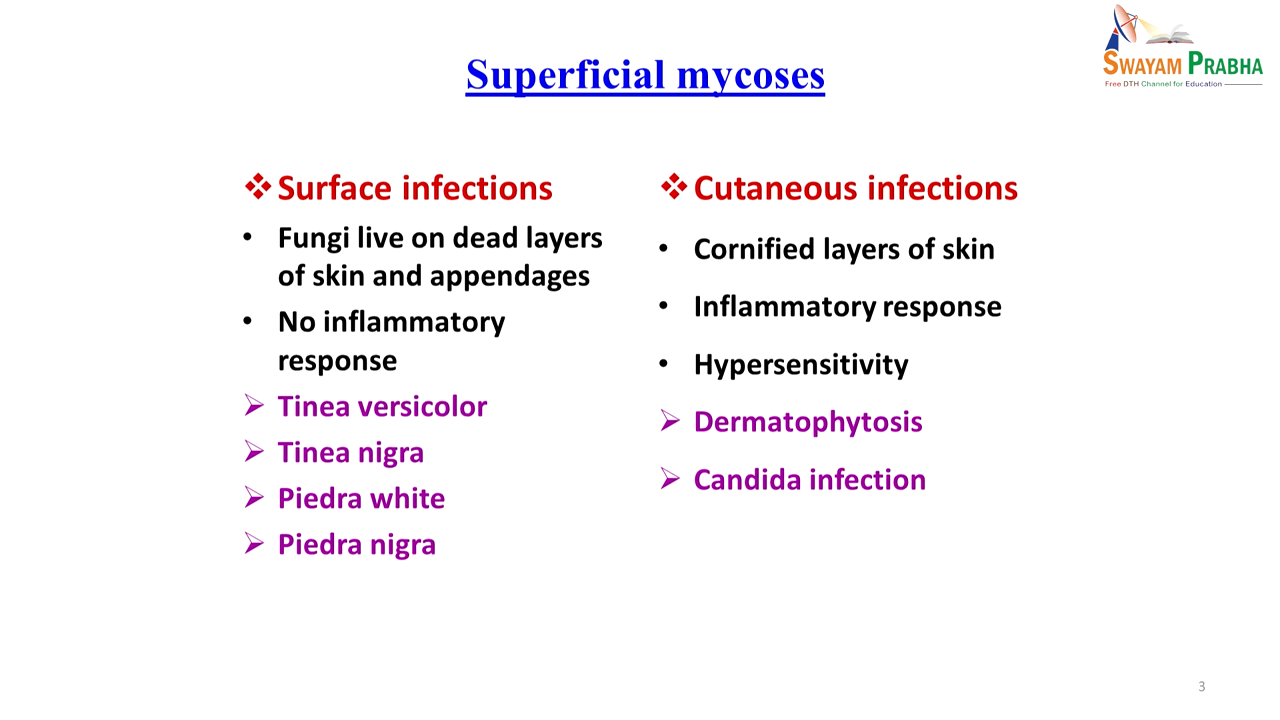 Superficial mycoses
SWAYAM PRABHA
Free DTH Channel for Education
❖ Surface infections
• Fungi live on dead layers
of skin and appendages
• No inflammatory
response
➢ Tinea versicolor
➢ Tinea nigra
➢ Piedra white
➢ Piedra nigra
❖ Cutaneous infections
• Cornified layers of skin
• Inflammatory response
• Hypersensitivity
➢ Dermatophytosis
➢ Candida infection
3